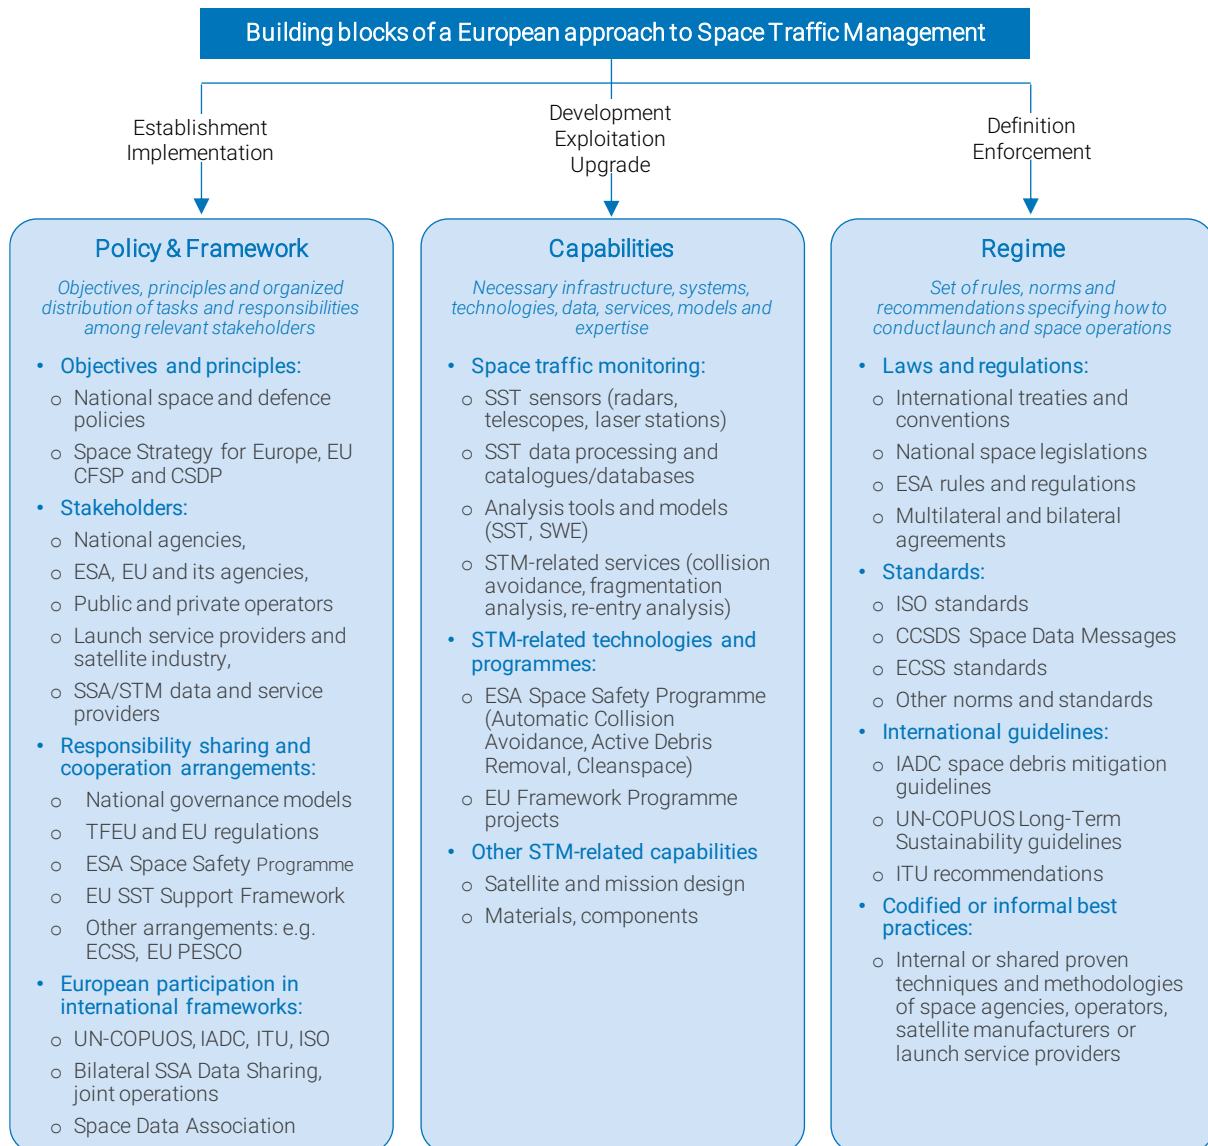 Building blocks of a European approach to Space Traffic Management
Establishment
Implementation
Development
Exploitation
Upgrade
Definition
Enforcement
Policy & Framework
Objectives, principles and organized
distribution of tasks and responsibilities
among relevant stakeholders
• Objectives and principles:
o National space and defence
policies
o Space Strategy for Europe, EU
CFSP and CSDP
• Stakeholders:
o National agencies,
o ESA, EU and its agencies,
o Public and private operators
o Launch service providers and
satellite industry,
o SSA/STM data and service
providers
• Responsibility sharing and
cooperation arrangements:
o National governance models
o TFEU and EU regulations
o ESA Space Safety Programme
o EU SST Support Framework
o Other arrangements: e.g.
ECSS, EU PESCO
• European participation in
international frameworks:
o UN-COPUOS, IADC, ITU, ISO
o Bilateral SSA Data Sharing,
joint operations
o Space Data Association
Capabilities
Necessary infrastructure, systems,
technologies, data, services, models and
expertise
• Space traffic monitoring:
o SST sensors (radars,
telescopes, laser stations)
o SST data processing and
catalogues/databases
o Analysis tools and models
(SST, SWE)
o STM-related services (collision
avoidance, fragmentation
analysis, re-entry analysis)
• STM-related technologies and
programmes:
o ESA Space Safety Programme
(Automatic Collision
Avoidance, Active Debris
Removal, Cleanspace)
o EU Framework Programme
projects
• Other STM-related capabilities
o Satellite and mission design
o Materials, components
Regime
Set of rules, norms and
recommendations specifying how to
conduct launch and space operations
• Laws and regulations:
o International treaties and
conventions
o National space legislations
o ESA rules and regulations
o Multilateral and bilateral
agreements
• Standards:
o ISO standards
o CCSDS Space Data Messages
o ECSS standards
o Other norms and standards
• International guidelines:
o IADC space debris mitigation
guidelines
o UN-COPUOS Long-Term
Sustainability guidelines
o ITU recommendations
• Codified or informal best
practices:
o Internal or shared proven
techniques and methodologies
of space agencies, operators,
satellite manufacturers or
launch service providers